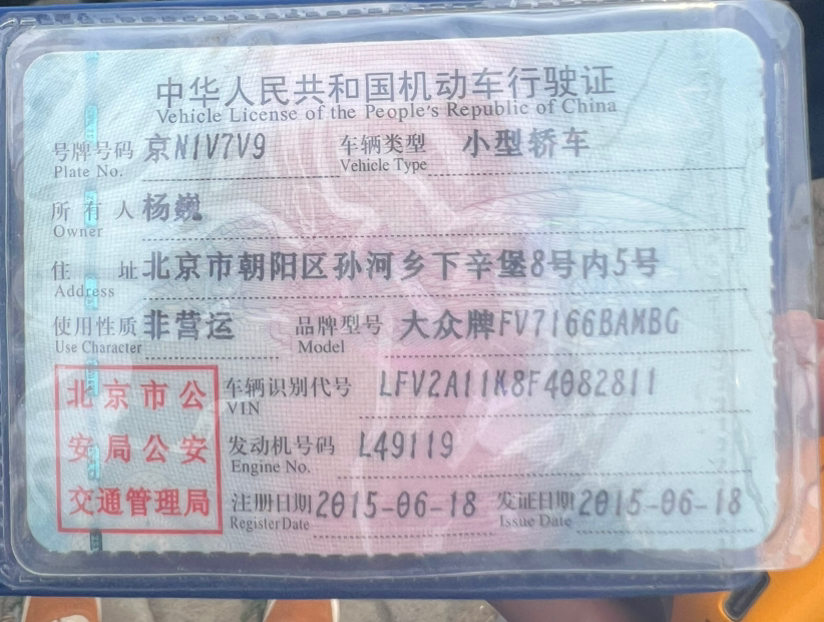 中华人民共和国机动车行驶证
Vehicle License of the People's Republic of China
号牌号码 京N1V7V9 车辆类型 小型轿车
Plate No. Vehicle Type
所有人 杨巍
Owner
住址 北京市朝阳区孙河乡下辛堡8号内5号
Address
使用性质 非营运 品牌型号 大众牌FV7166BAMBG
Use Character Model
北京市公 车辆识别代号 LFV2A11K8F4082811
VIN
安局公安 发动机号码 L49119
Engine No.
交通管理局 注册日期 2015-06-18 发证日期 2015-06-18
Register Date Issue Date